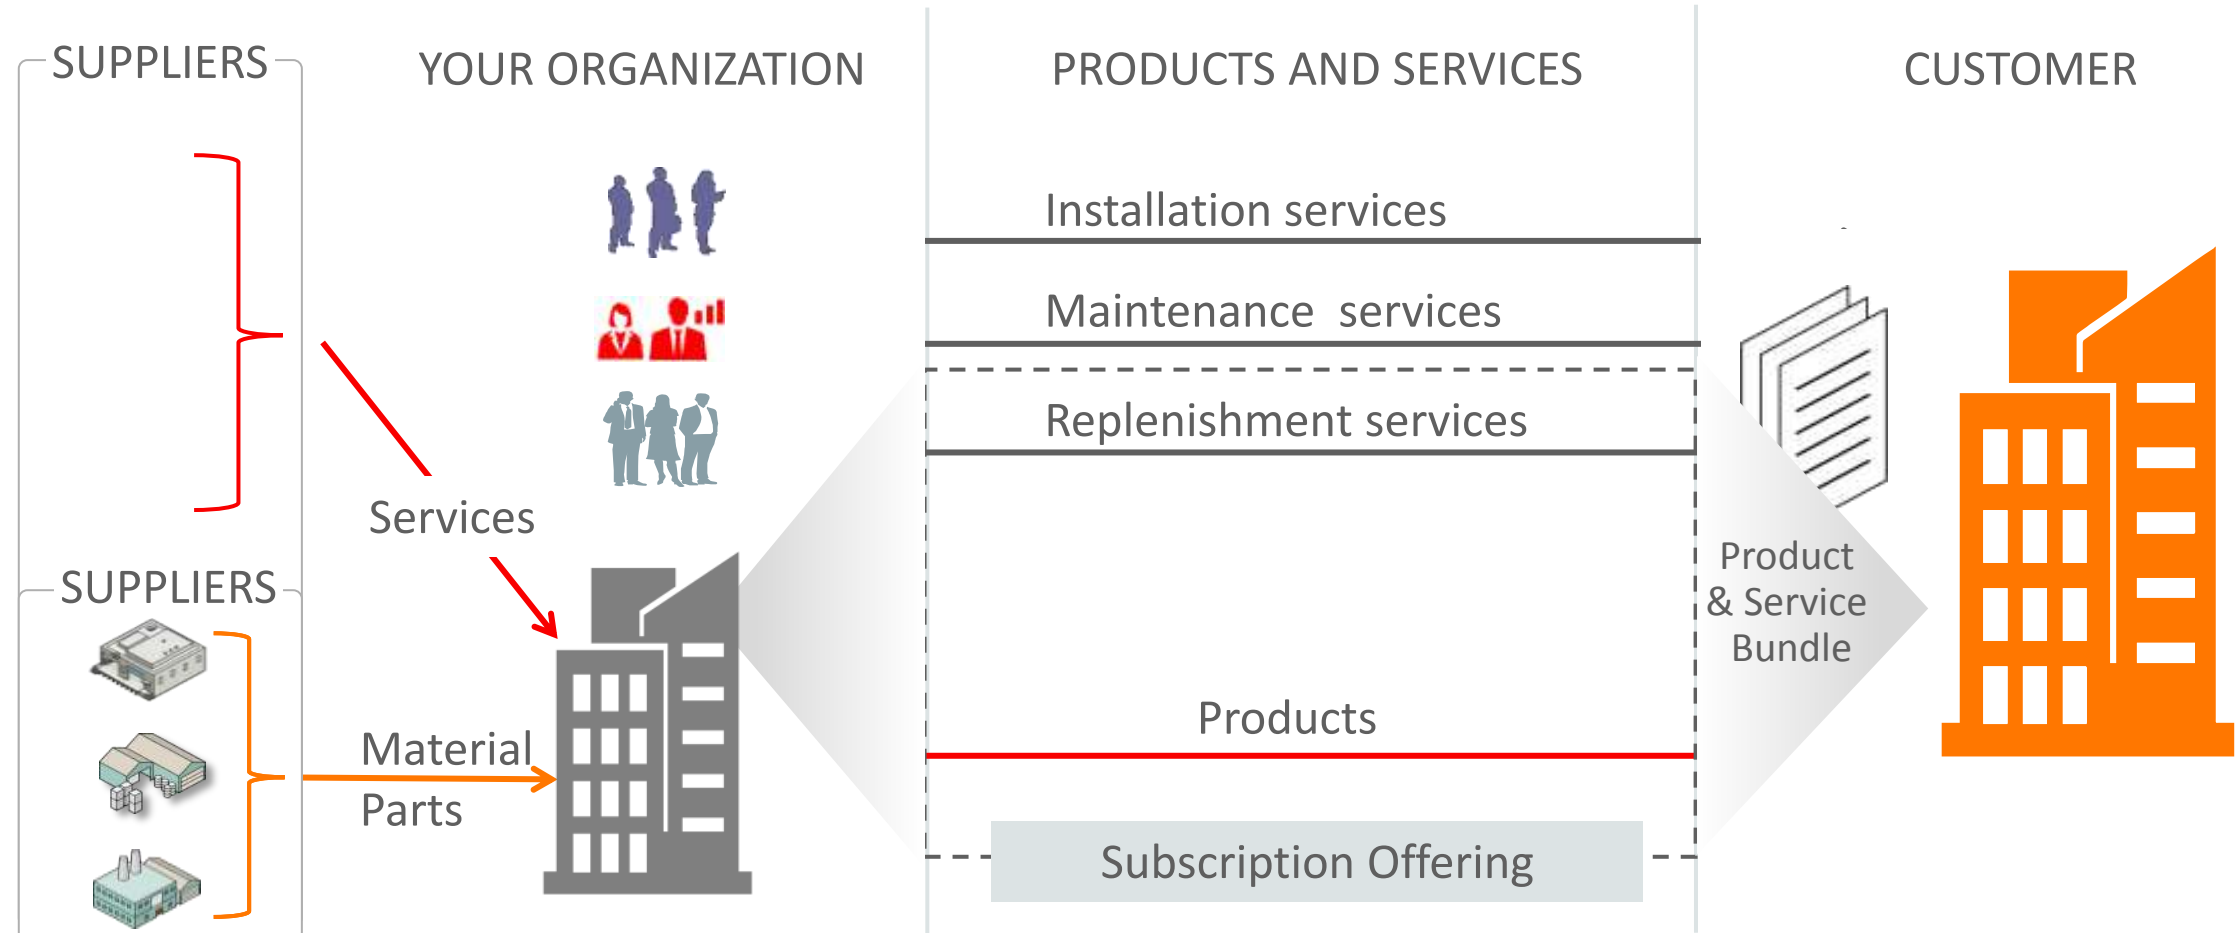 SUPPLIERS
YOUR ORGANIZATION
PRODUCTS AND SERVICES
CUSTOMER
Installation services
Maintenance services
Replenishment services
Services
SUPPLIERS
Product
& Service
Bundle
Material
Parts
Products
Subscription Offering